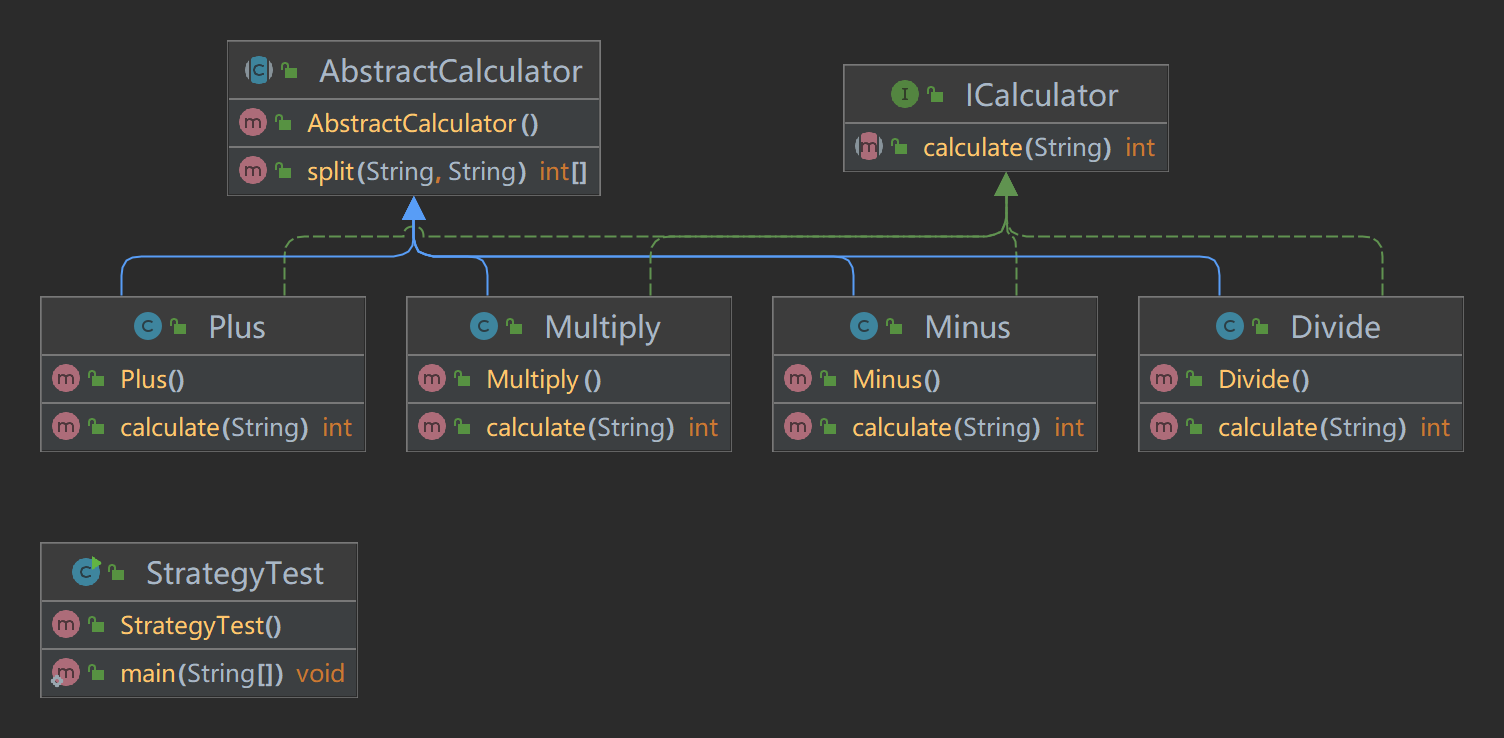 AbstractCalculator
AbstractCalculator()
split(String, String) int[]
ICalculator
calculate(String) int
Plus
Plus()
calculate(String) int
Multiply
Multiply()
calculate(String) int
Minus
Minus()
calculate(String) int
Divide
Divide()
calculate(String) int
StrategyTest
StrategyTest()
main(String[]) void